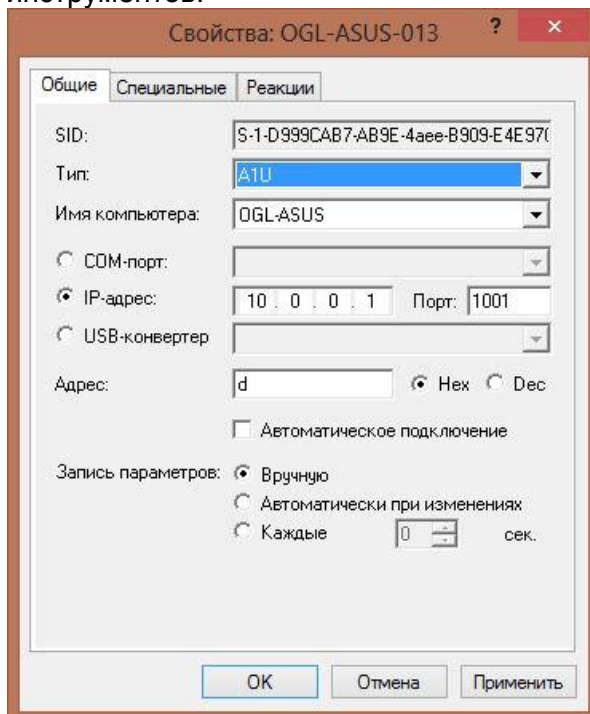 инструментов.
Свойства: OGL-ASUS-013 ? ×
Общие Специальные Реакции
SID: S-1-D999CAB7-AB9E-4aee-B909-E4E97(
Тип: A1U
Имя компьютера: OGL-ASUS
COM-порт:
IP-адрес: 10 . 0 . 0 . 1 Порт: 1001
USB-конвертер
Адрес: d Hex Dec
Автоматическое подключение
Запись параметров: Вручную
Автоматически при изменениях
Каждые 0 сек.
OK Отмена Применить